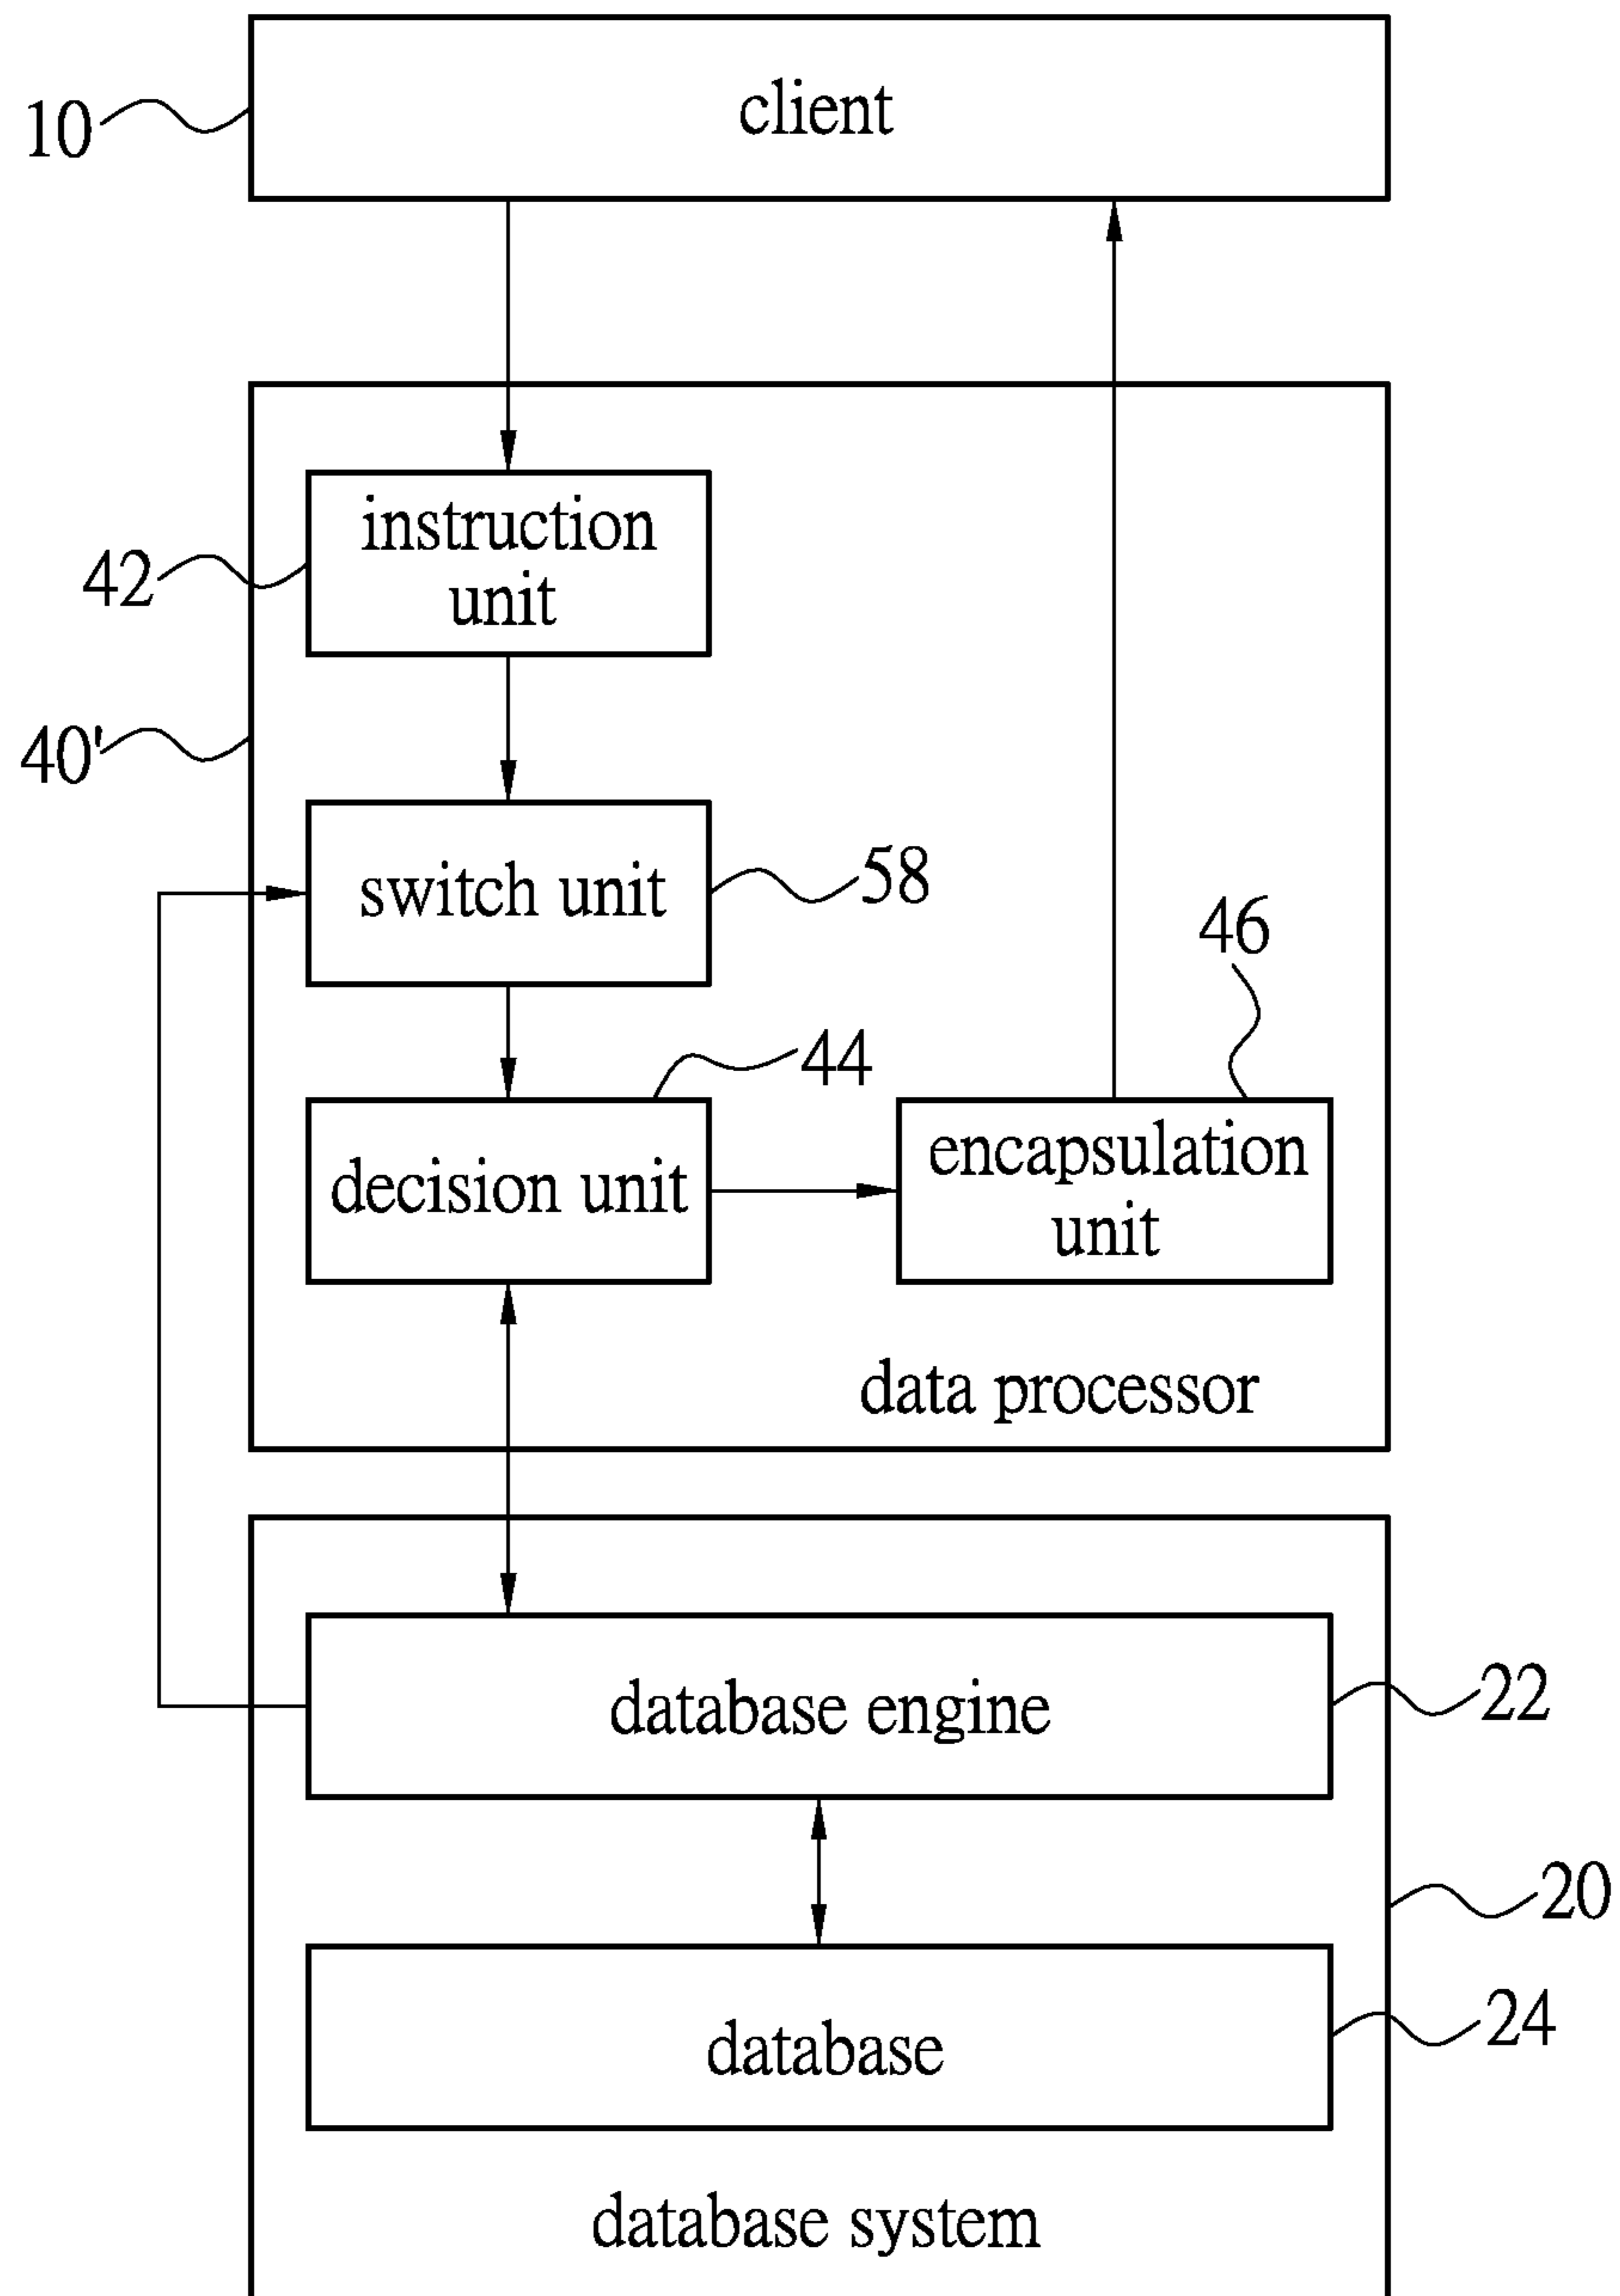 client
10
instruction
unit
42
40'
switch unit
58
46
44
decision unit
encapsulation
unit
data processor
database engine
22
20
database
24
database system